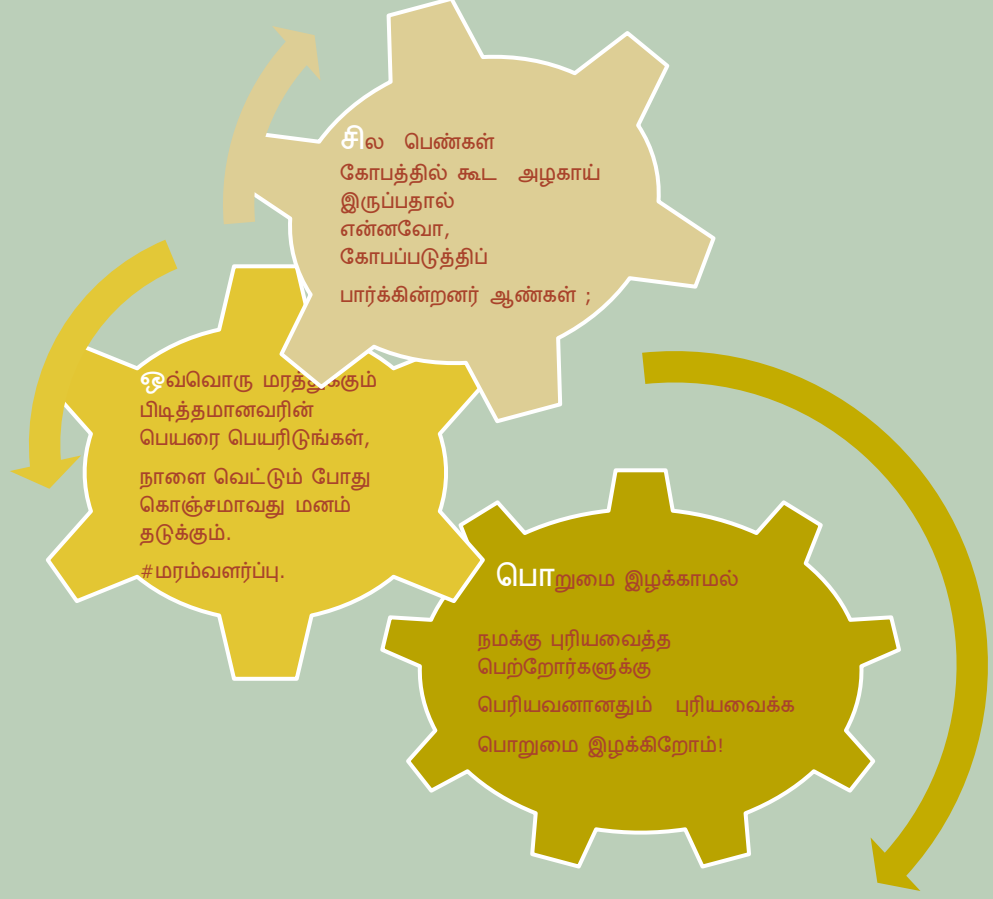 சில பெண்கள்
கோபத்தில் கூட அழகாய்
இருப்பதால்
என்னவோ,
கோபப்படுத்திப்
பார்க்கின்றனர் ஆண்கள் ;
ஒவ்வொரு மரத்துக்கும்
பிடித்தமானவரின்
பெயரை பெயரிடுங்கள்,
நாளை வெட்டும் போது
கொஞ்சமாவது மனம்
தடுக்கும்.
#மரம்வளர்ப்பு.
பொறுமை இழக்காமல்
நமக்கு புரியவைத்த
பெற்றோர்களுக்கு
பெரியவனானதும் புரியவைக்க
பொறுமை இழக்கிறோம்!